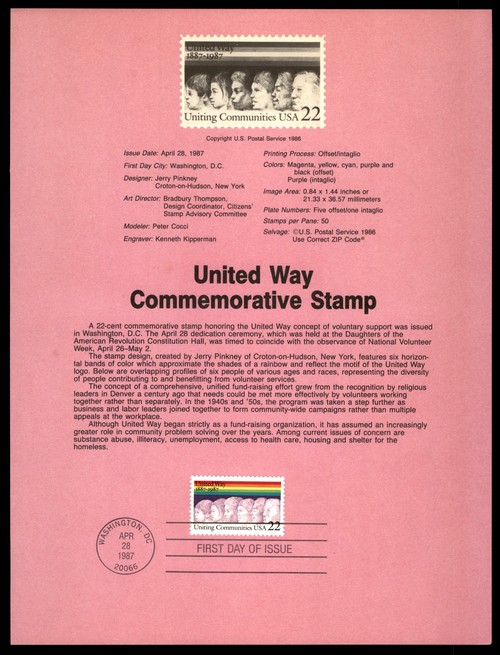 United Way
1887-1987
Uniting Communities USA 22
Copyright U.S. Postal Service 1986
Issue Date: April 28, 1987
First Day City: Washington, D.C.
Designer: Jerry Pinkney
Croton-on-Hudson, New York
Art Director: Bradbury Thompson,
Design Coordinator, Citizens'
Stamp Advisory Committee
Modeler: Peter Cocci
Engraver: Kenneth Kipperman
Printing Process: Offset/intaglio
Colors: Magenta, yellow, cyan, purple and
black (offset)
Purple (intaglio)
Image Area: 0.84 x 1.44 inches or
21.33 x 36.57 millimeters
Plate Numbers: Five offset/one intaglio
Stamps per Pane: 50
Selvage: ©U.S. Postal Service 1986
Use Correct ZIP Code®
United Way
Commemorative Stamp
A 22-cent commemorative stamp honoring the United Way concept of voluntary support was issued
in Washington, D.C. The April 28 dedication ceremony, which was held at the Daughters of the
American Revolution Constitution Hall, was timed to coincide with the observance of National Volunteer
Week, April 26–May 2.
The stamp design, created by Jerry Pinkney of Croton-on-Hudson, New York, features six horizon-
tal bands of color which approximate the shades of a rainbow and reflect the motif of the United Way
logo. Below are overlapping profiles of six people of various ages and races, representing the diversity
of people contributing to and benefitting from volunteer services.
The concept of a comprehensive, unified fund-raising effort grew from the recognition by religious
leaders in Denver a century ago that needs could be met more effectively by volunteers working
together rather than separately. In the 1940s and '50s, the program was taken a step further as
business and labor leaders joined together to form community-wide campaigns rather than multiple
appeals at the workplace.
Although United Way began strictly as a fund-raising organization, it has assumed an increasingly
greater role in community problem solving over the years. Among current issues of concern are
substance abuse, illiteracy, unemployment, access to health care, housing and shelter for the
homeless.
United Way
1887-1987
Uniting Communities USA 22
WASHINGTON, DC
APR
28
1987
20066
FIRST DAY OF ISSUE